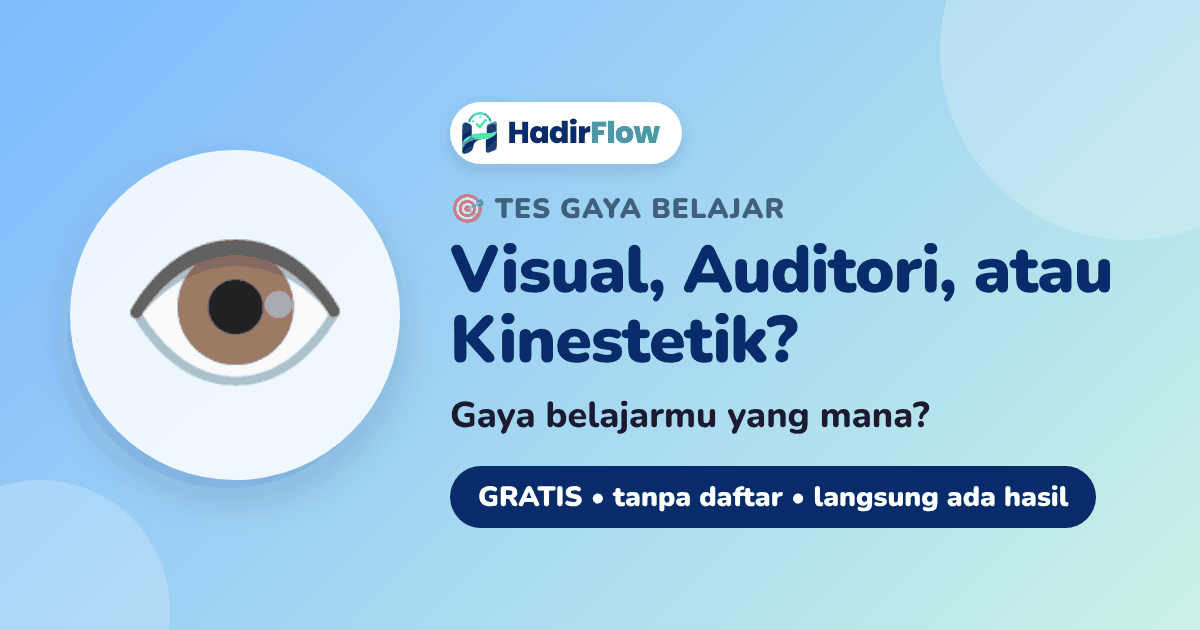 HadirFlow
🎯 TES GAYA BELAJAR
Visual, Auditori, atau
Kinestetik?
Gaya belajarmu yang mana?
GRATIS • tanpa daftar • langsung ada hasil